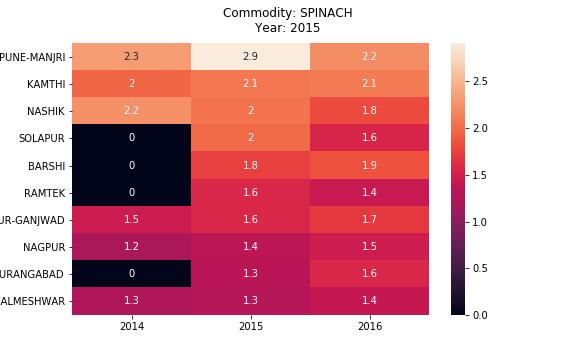 Commodity: SPINACH
Year: 2015
PUNE-MANJRI 2.3 2.9 2.2
KAMTHI 2 2.1 2.1
NASHIK 2.2 2 1.8
SOLAPUR 0 2 1.6
BARSHI 0 1.8 1.9
RAMTEK 0 1.6 1.4
UR-GANJWAD 1.5 1.6 1.7
NAGPUR 1.2 1.4 1.5
URANGABAD 0 1.3 1.6
ALMESHWAR 1.3 1.3 1.4
2014 2015 2016
2.5
2.0
1.5
1.0
0.5
0.0